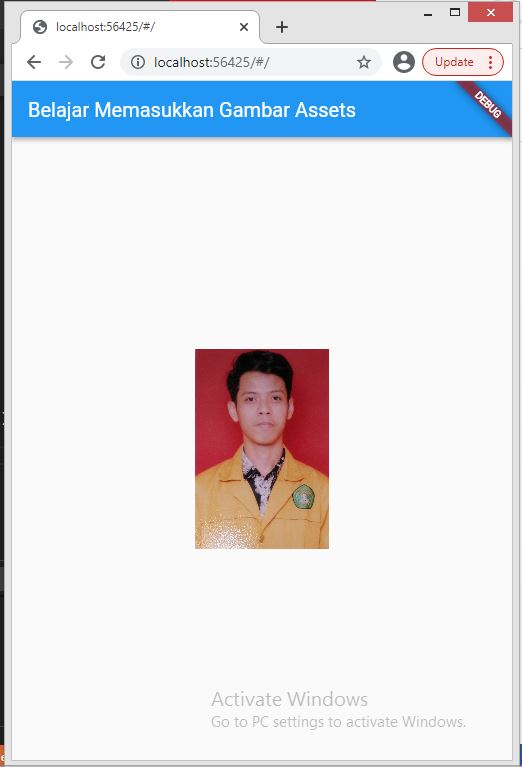 localhost:56425/#/
localhost:56425/#/
Update
Belajar Memasukkan Gambar Assets
DEBUG
Activate Windows
Go to PC settings to activate Windows.